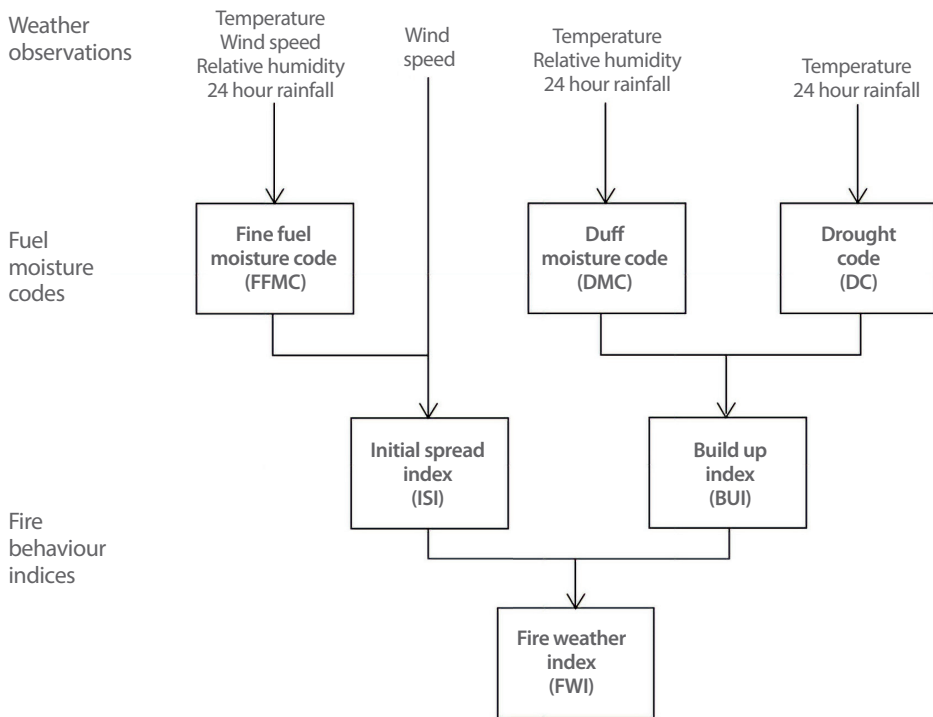 Weather
observations
Temperature
Wind speed
Relative humidity
24 hour rainfall
Wind
speed
Temperature
Relative humidity
24 hour rainfall
Temperature
24 hour rainfall
Fuel
moisture
codes
Fine fuel
moisture code
(FFMC)
Duff
moisture code
(DMC)
Drought
code
(DC)
Fire
behaviour
indices
Initial spread
index
(ISI)
Build up
index
(BUI)
Fire weather
index
(FWI)